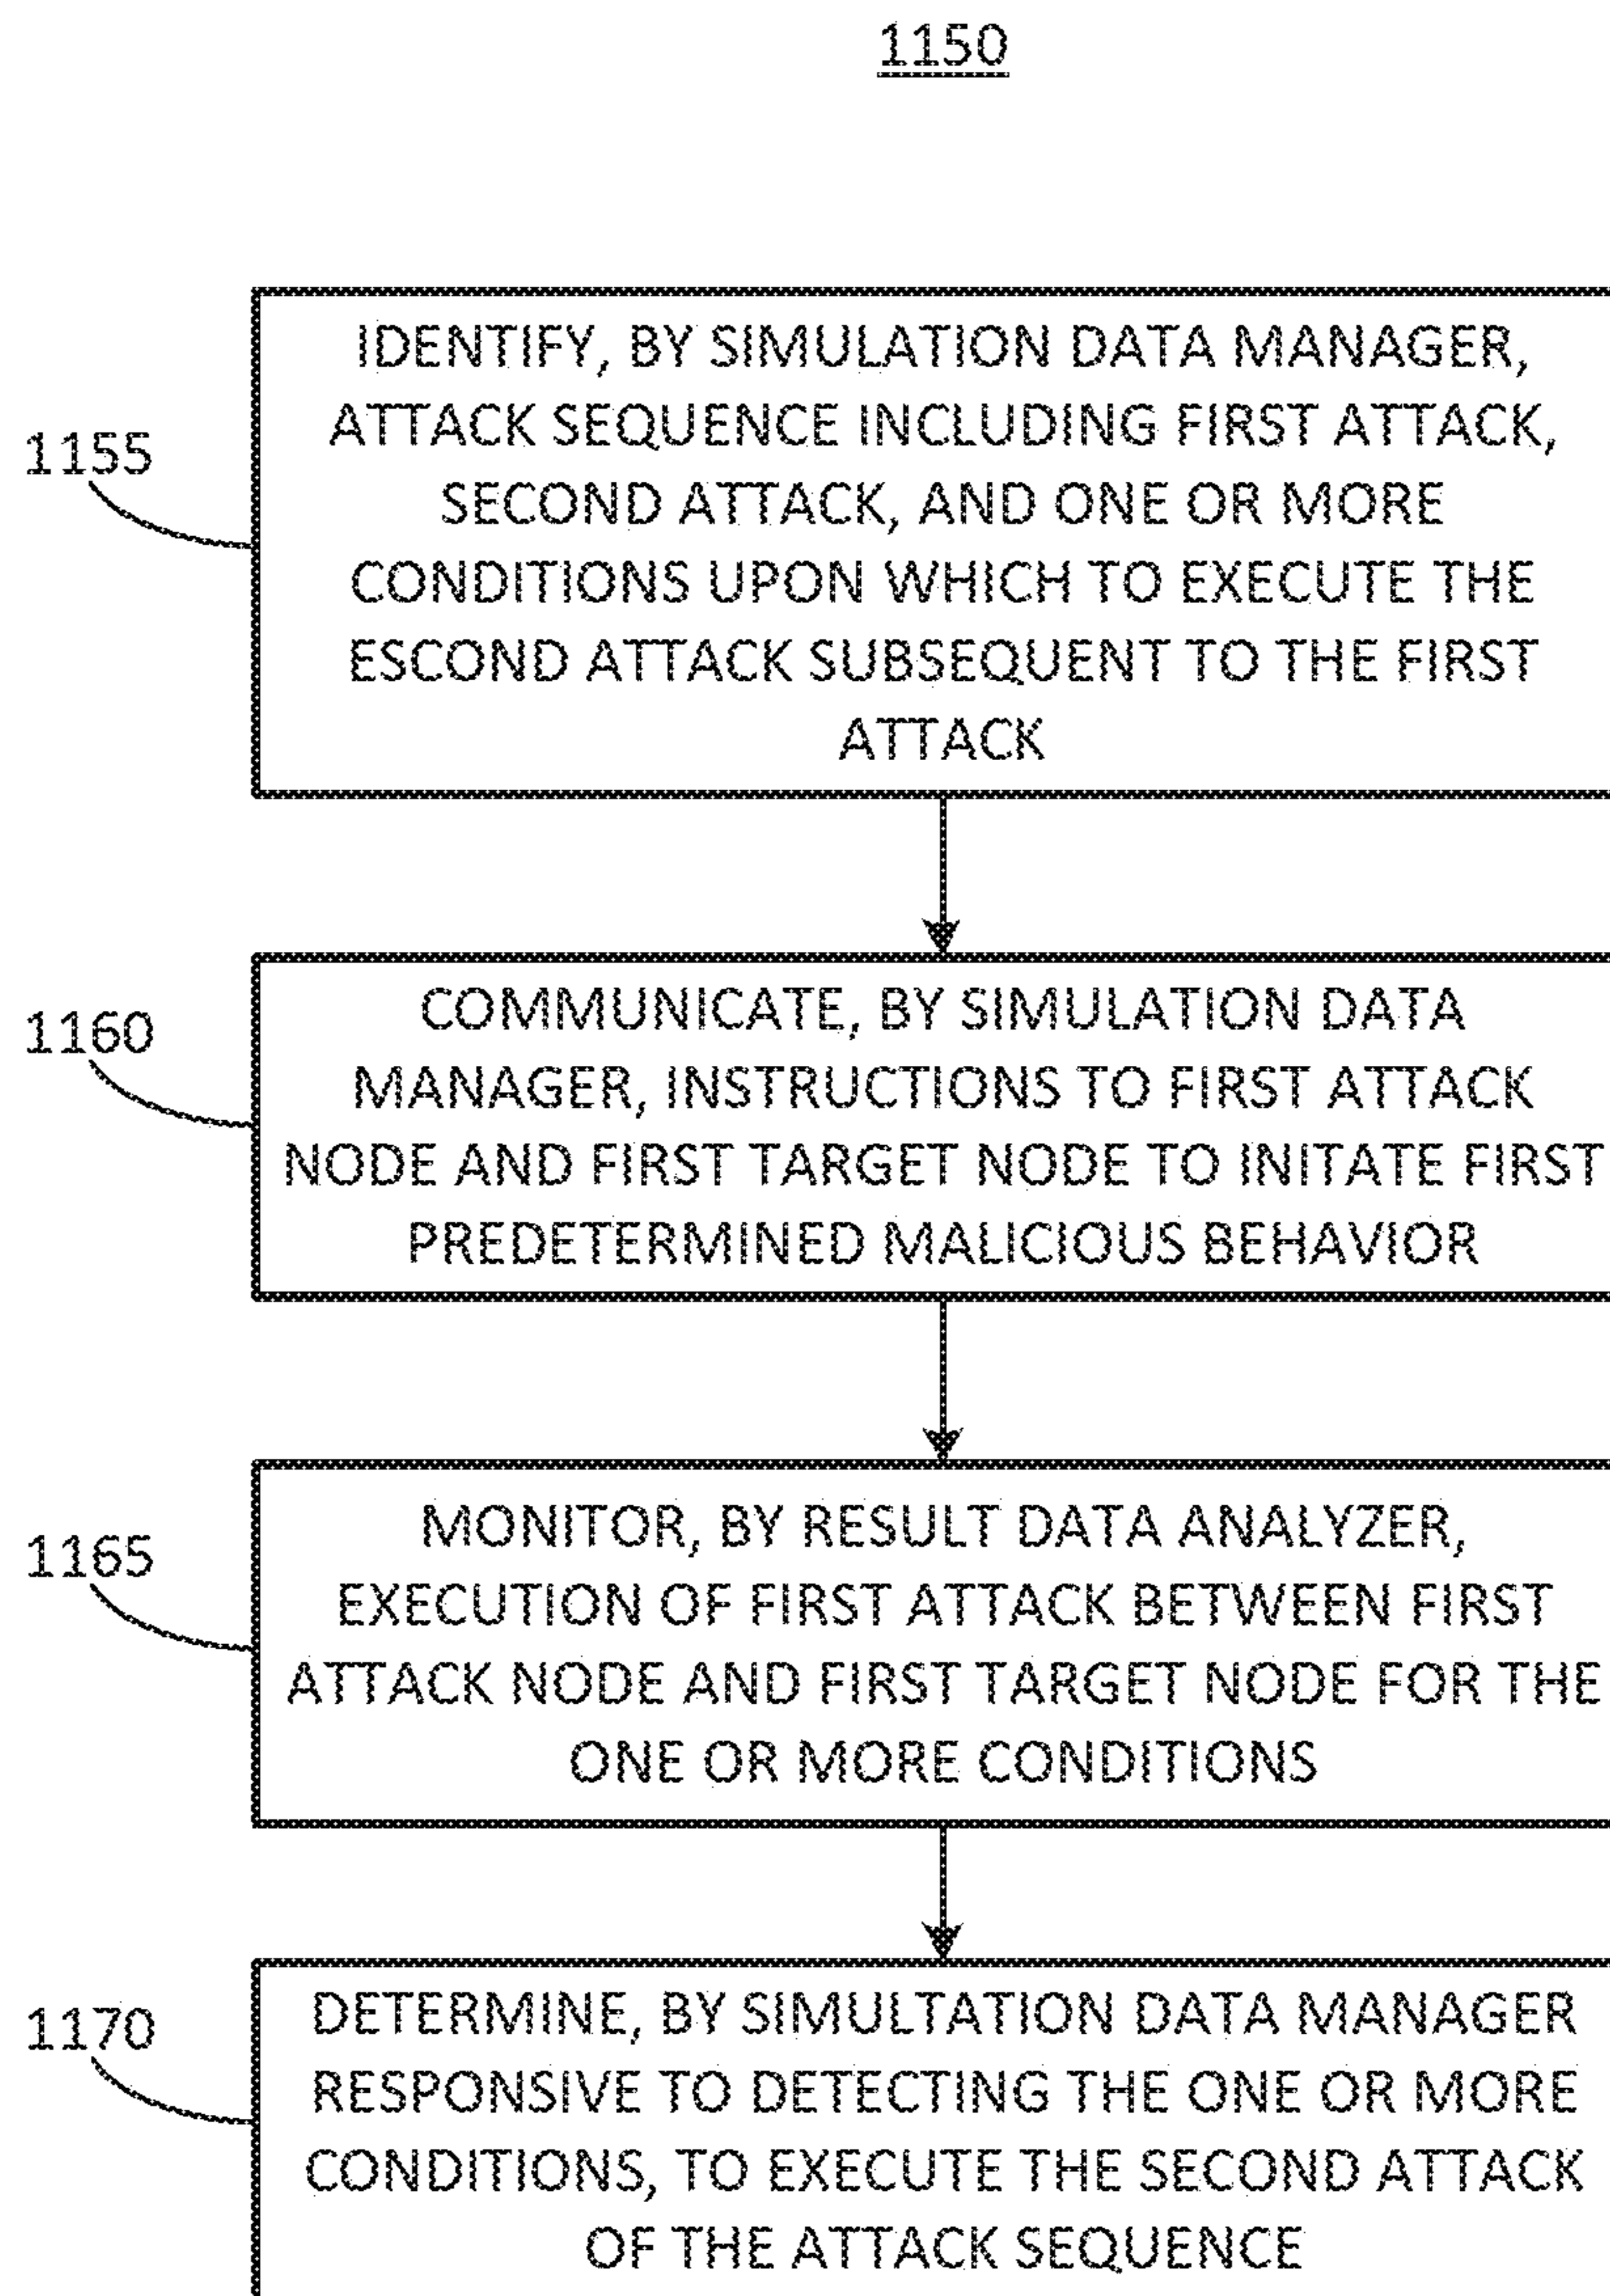 1150
1155
IDENTIFY, BY SIMULATION DATA MANAGER,
ATTACK SEQUENCE INCLUDING FIRST ATTACK,
SECOND ATTACK, AND ONE OR MORE
CONDITIONS UPON WHICH TO EXECUTE THE
ESCOND ATTACK SUBSEQUENT TO THE FIRST
ATTACK
1160
COMMUNICATE, BY SIMULATION DATA
MANAGER, INSTRUCTIONS TO FIRST ATTACK
NODE AND FIRST TARGET NODE TO INITATE FIRST
PREDETERMINED MALICIOUS BEHAVIOR
1165
MONITOR, BY RESULT DATA ANALYZER,
EXECUTION OF FIRST ATTACK BETWEEN FIRST
ATTACK NODE AND FIRST TARGET NODE FOR THE
ONE OR MORE CONDITIONS
1170
DETERMINE, BY SIMULTATION DATA MANAGER
RESPONSIVE TO DETECTING THE ONE OR MORE
CONDITIONS, TO EXECUTE THE SECOND ATTACK
OF THE ATTACK SEQUENCE